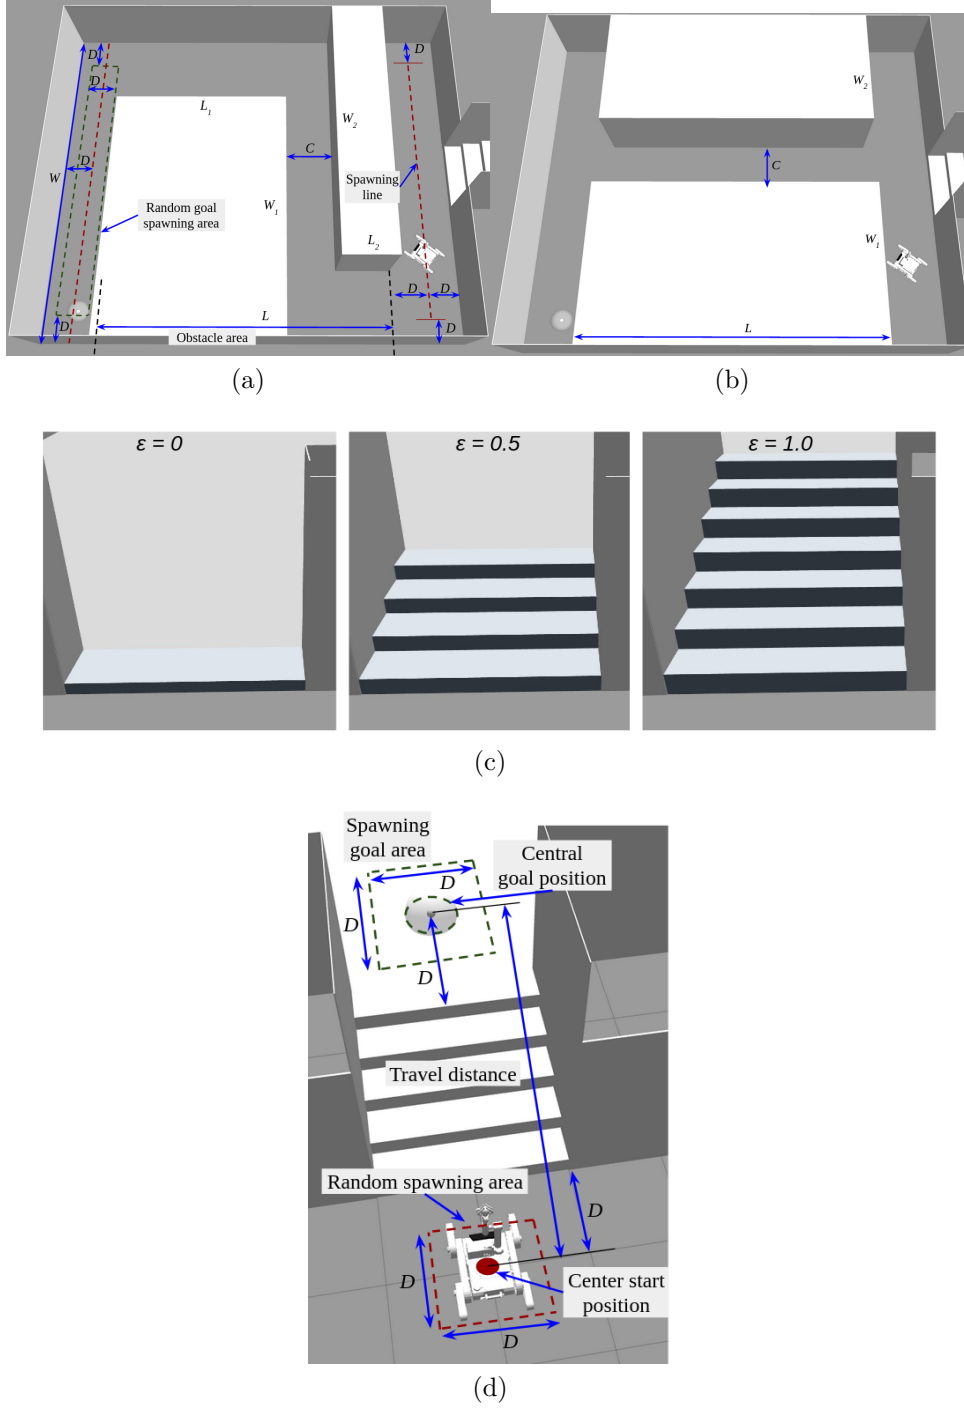 D
D
D
D
W
D
L₁
C
W₂
W₁
L₂
D
D
D
D
L
Random goal
spawning area
Spawning
line
Obstacle area
(a)
W₂
C
W₁
L
(b)
ε = 0
ε = 0.5
ε = 1.0
(c)
Spawning
goal area
Central
goal position
D
D
D
Travel distance
Random spawning area
D
D
Center start
position
D
(d)